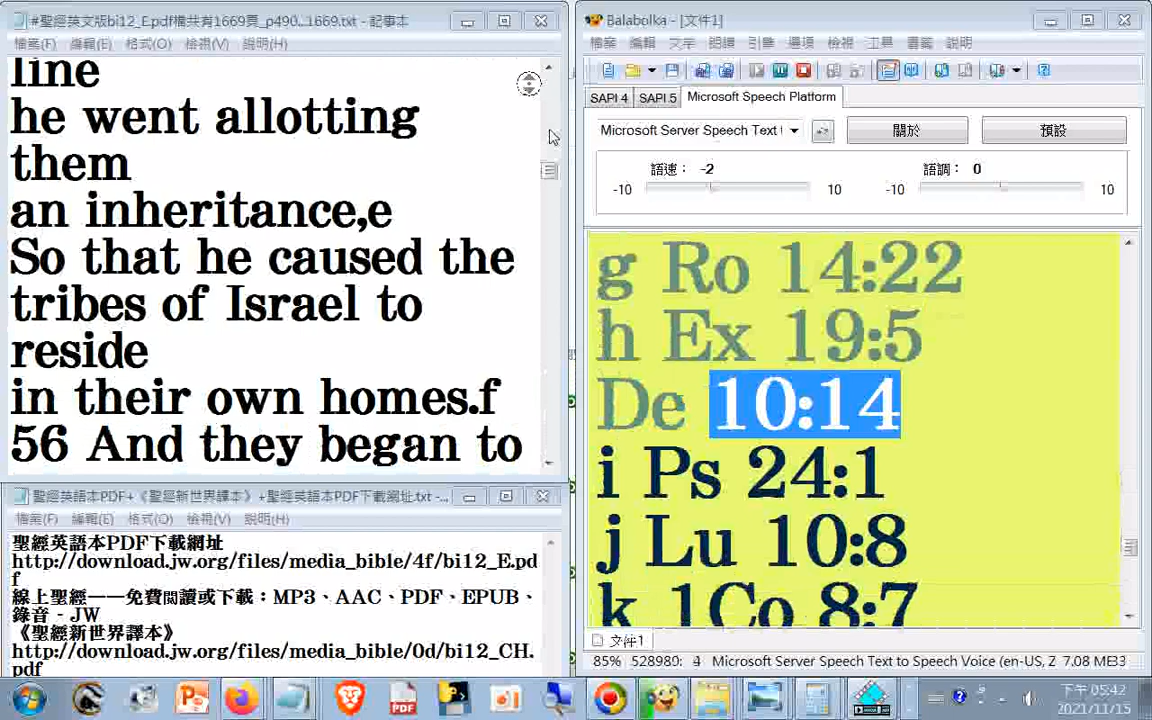 #聖經英文版bi12_E.pdf檔共有1669頁_p490...1669.txt - 記事本
檔案(F) 編輯(E) 格式(O) 檢視(V) 說明(H)
line
he went allotting
them
an inheritance,e
So that he caused the
tribes of Israel to
reside
in their own homes.f
56 And they began to
聖經英語本PDF+《聖經新世界譯本》+聖經英語本PDF下載網址.txt - ...
檔案(F) 編輯(E) 格式(O) 檢視(V) 說明(H)
聖經英語本PDF下載網址
http://download.jw.org/files/media_bible/4f/bi12_E.pd
f
線上聖經——免費閱讀或下載：MP3、AAC、PDF、EPUB、
錄音 - JW
《聖經新世界譯本》
http://download.jw.org/files/media_bible/0d/bi12_CH.
pdf
Balabolka - [文件1]
檔案 編輯 文字 朗讀 引擎 選項 檢視 工具 書籤 說明
SAPI 4 SAPI 5 Microsoft Speech Platform
Microsoft Server Speech Text 關於 預設
語速： -2 語調： 0
-10 10 -10 10
g Ro 14:22
h Ex 19:5
De 10:14
i Ps 24:1
j Lu 10:8
k 1Co 8:7
文件1
85% 528980: 4 Microsoft Server Speech Text to Speech Voice (en-US, Z 7.08 MB
下午 05:42
2021/11/15